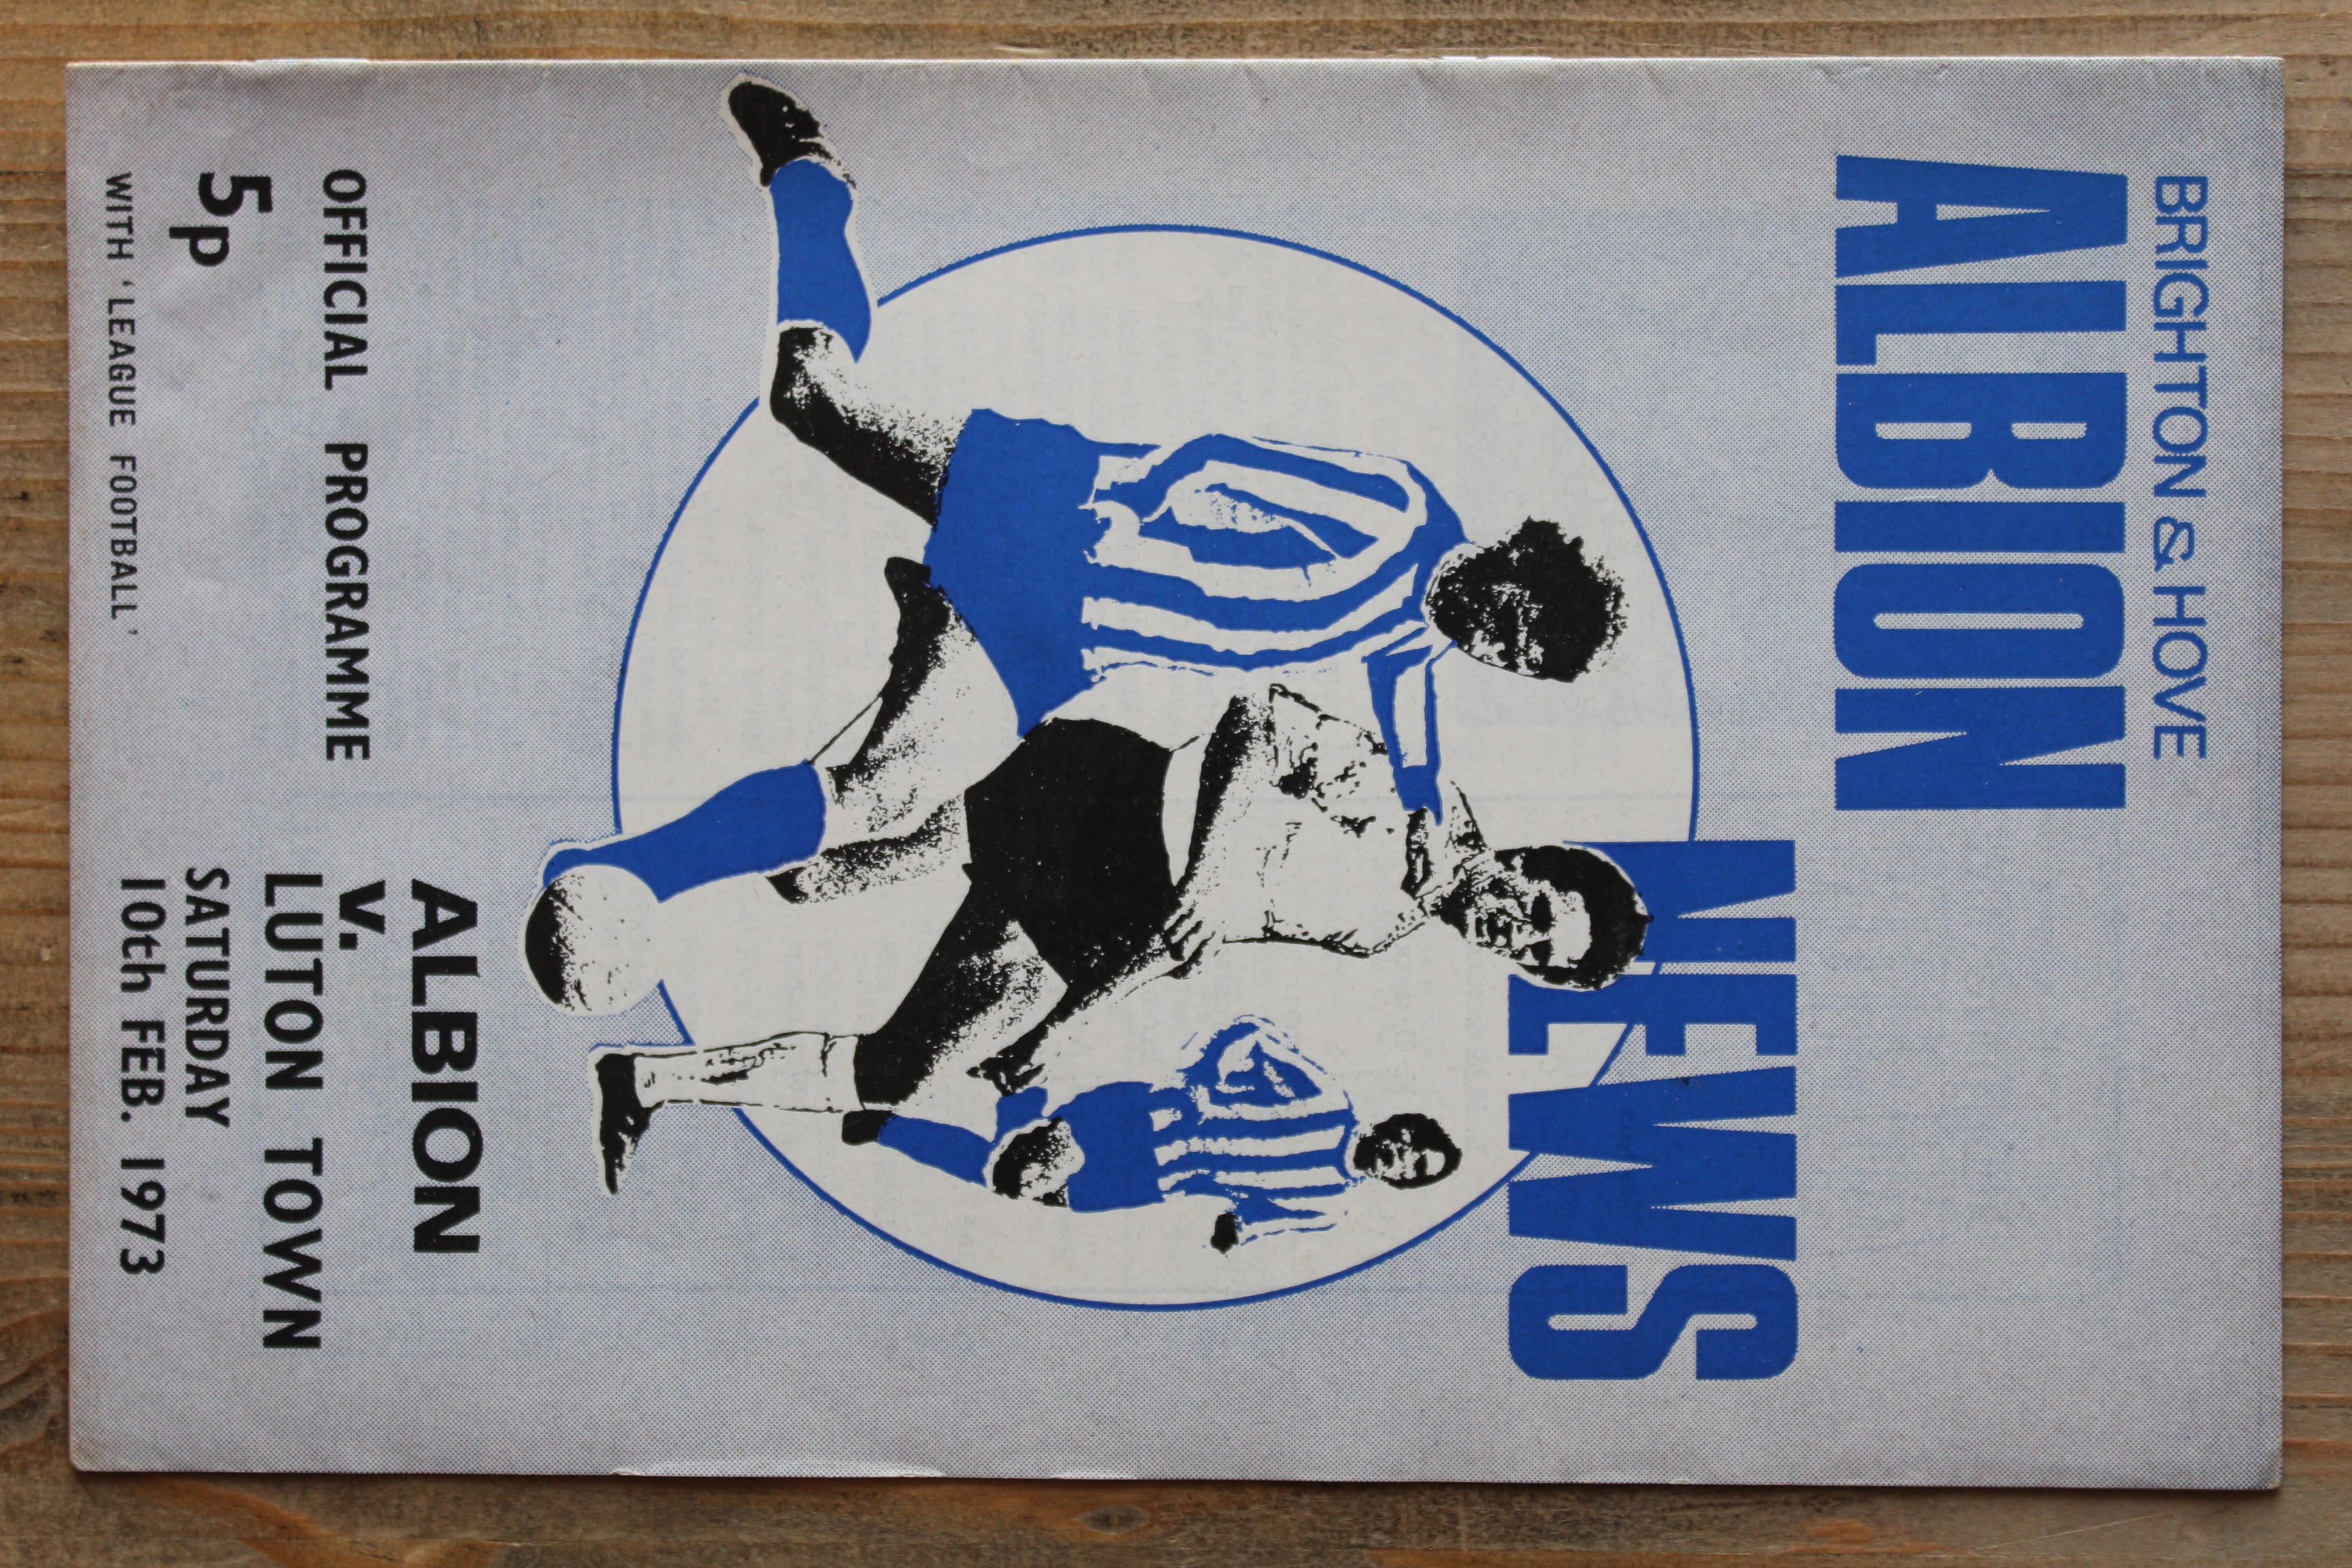 BRIGHTON & HOVE
ALBION
NEWS
ALBION
v.
OFFICIAL PROGRAMME
LUTON TOWN
5p
SATURDAY
10th FEB. 1973
WITH 'LEAGUE FOOTBALL'